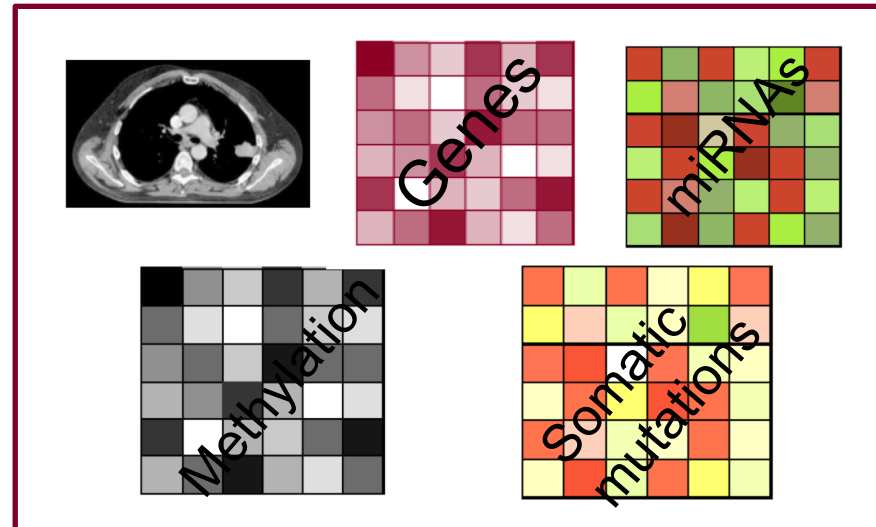 Genes
miRNAs
Methylation
Somatic
mutations